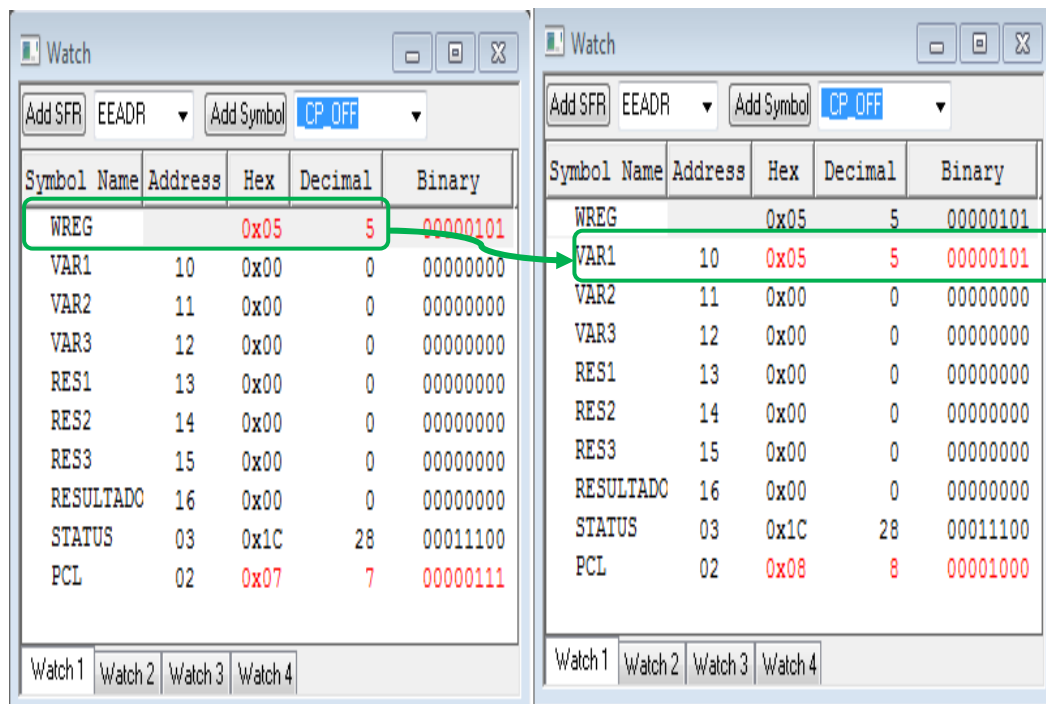 Watch
Add SFR EEADR Add Symbol _CP_OFF
Symbol Name Address Hex Decimal Binary
WREG 0x05 5 00000101
VAR1 10 0x00 0 00000000
VAR2 11 0x00 0 00000000
VAR3 12 0x00 0 00000000
RES1 13 0x00 0 00000000
RES2 14 0x00 0 00000000
RES3 15 0x00 0 00000000
RESULTADO 16 0x00 0 00000000
STATUS 03 0x1C 28 00011100
PCL 02 0x07 7 00000111
Watch 1 Watch 2 Watch 3 Watch 4
Watch
Add SFR EEADR Add Symbol _CP_OFF
Symbol Name Address Hex Decimal Binary
WREG 0x05 5 00000101
VAR1 10 0x05 5 00000101
VAR2 11 0x00 0 00000000
VAR3 12 0x00 0 00000000
RES1 13 0x00 0 00000000
RES2 14 0x00 0 00000000
RES3 15 0x00 0 00000000
RESULTADO 16 0x00 0 00000000
STATUS 03 0x1C 28 00011100
PCL 02 0x08 8 00001000
Watch 1 Watch 2 Watch 3 Watch 4